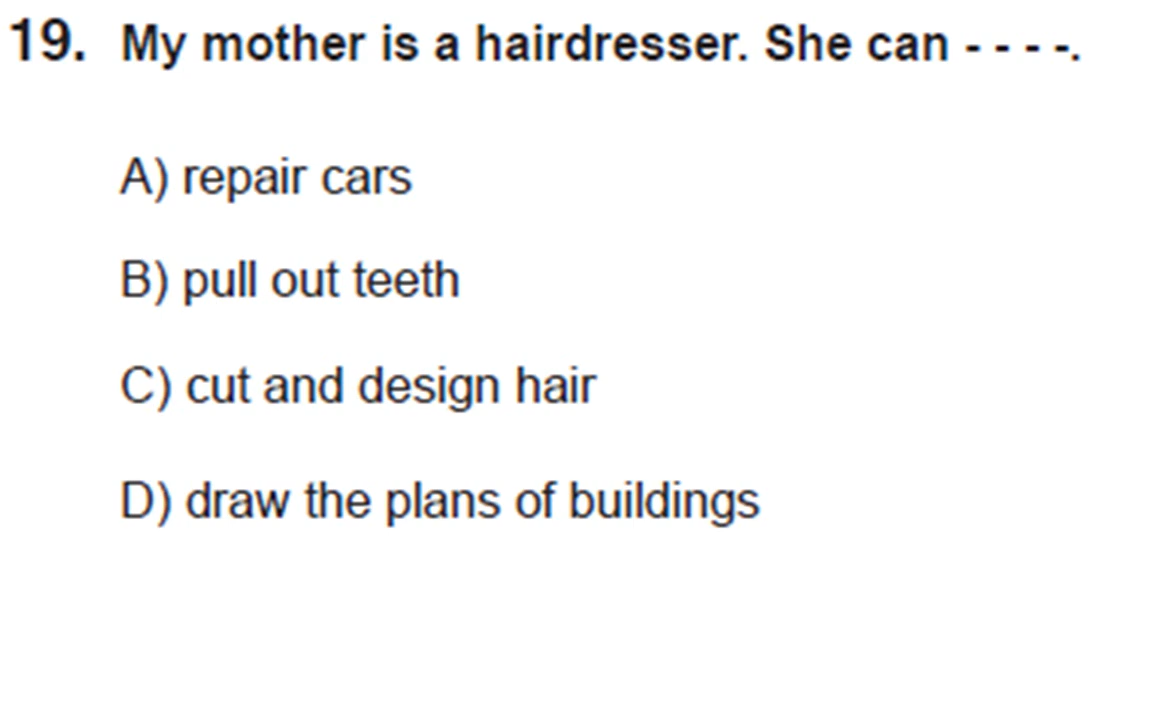 19. My mother is a hairdresser. She can - - - -.
A) repair cars
B) pull out teeth
C) cut and design hair
D) draw the plans of buildings